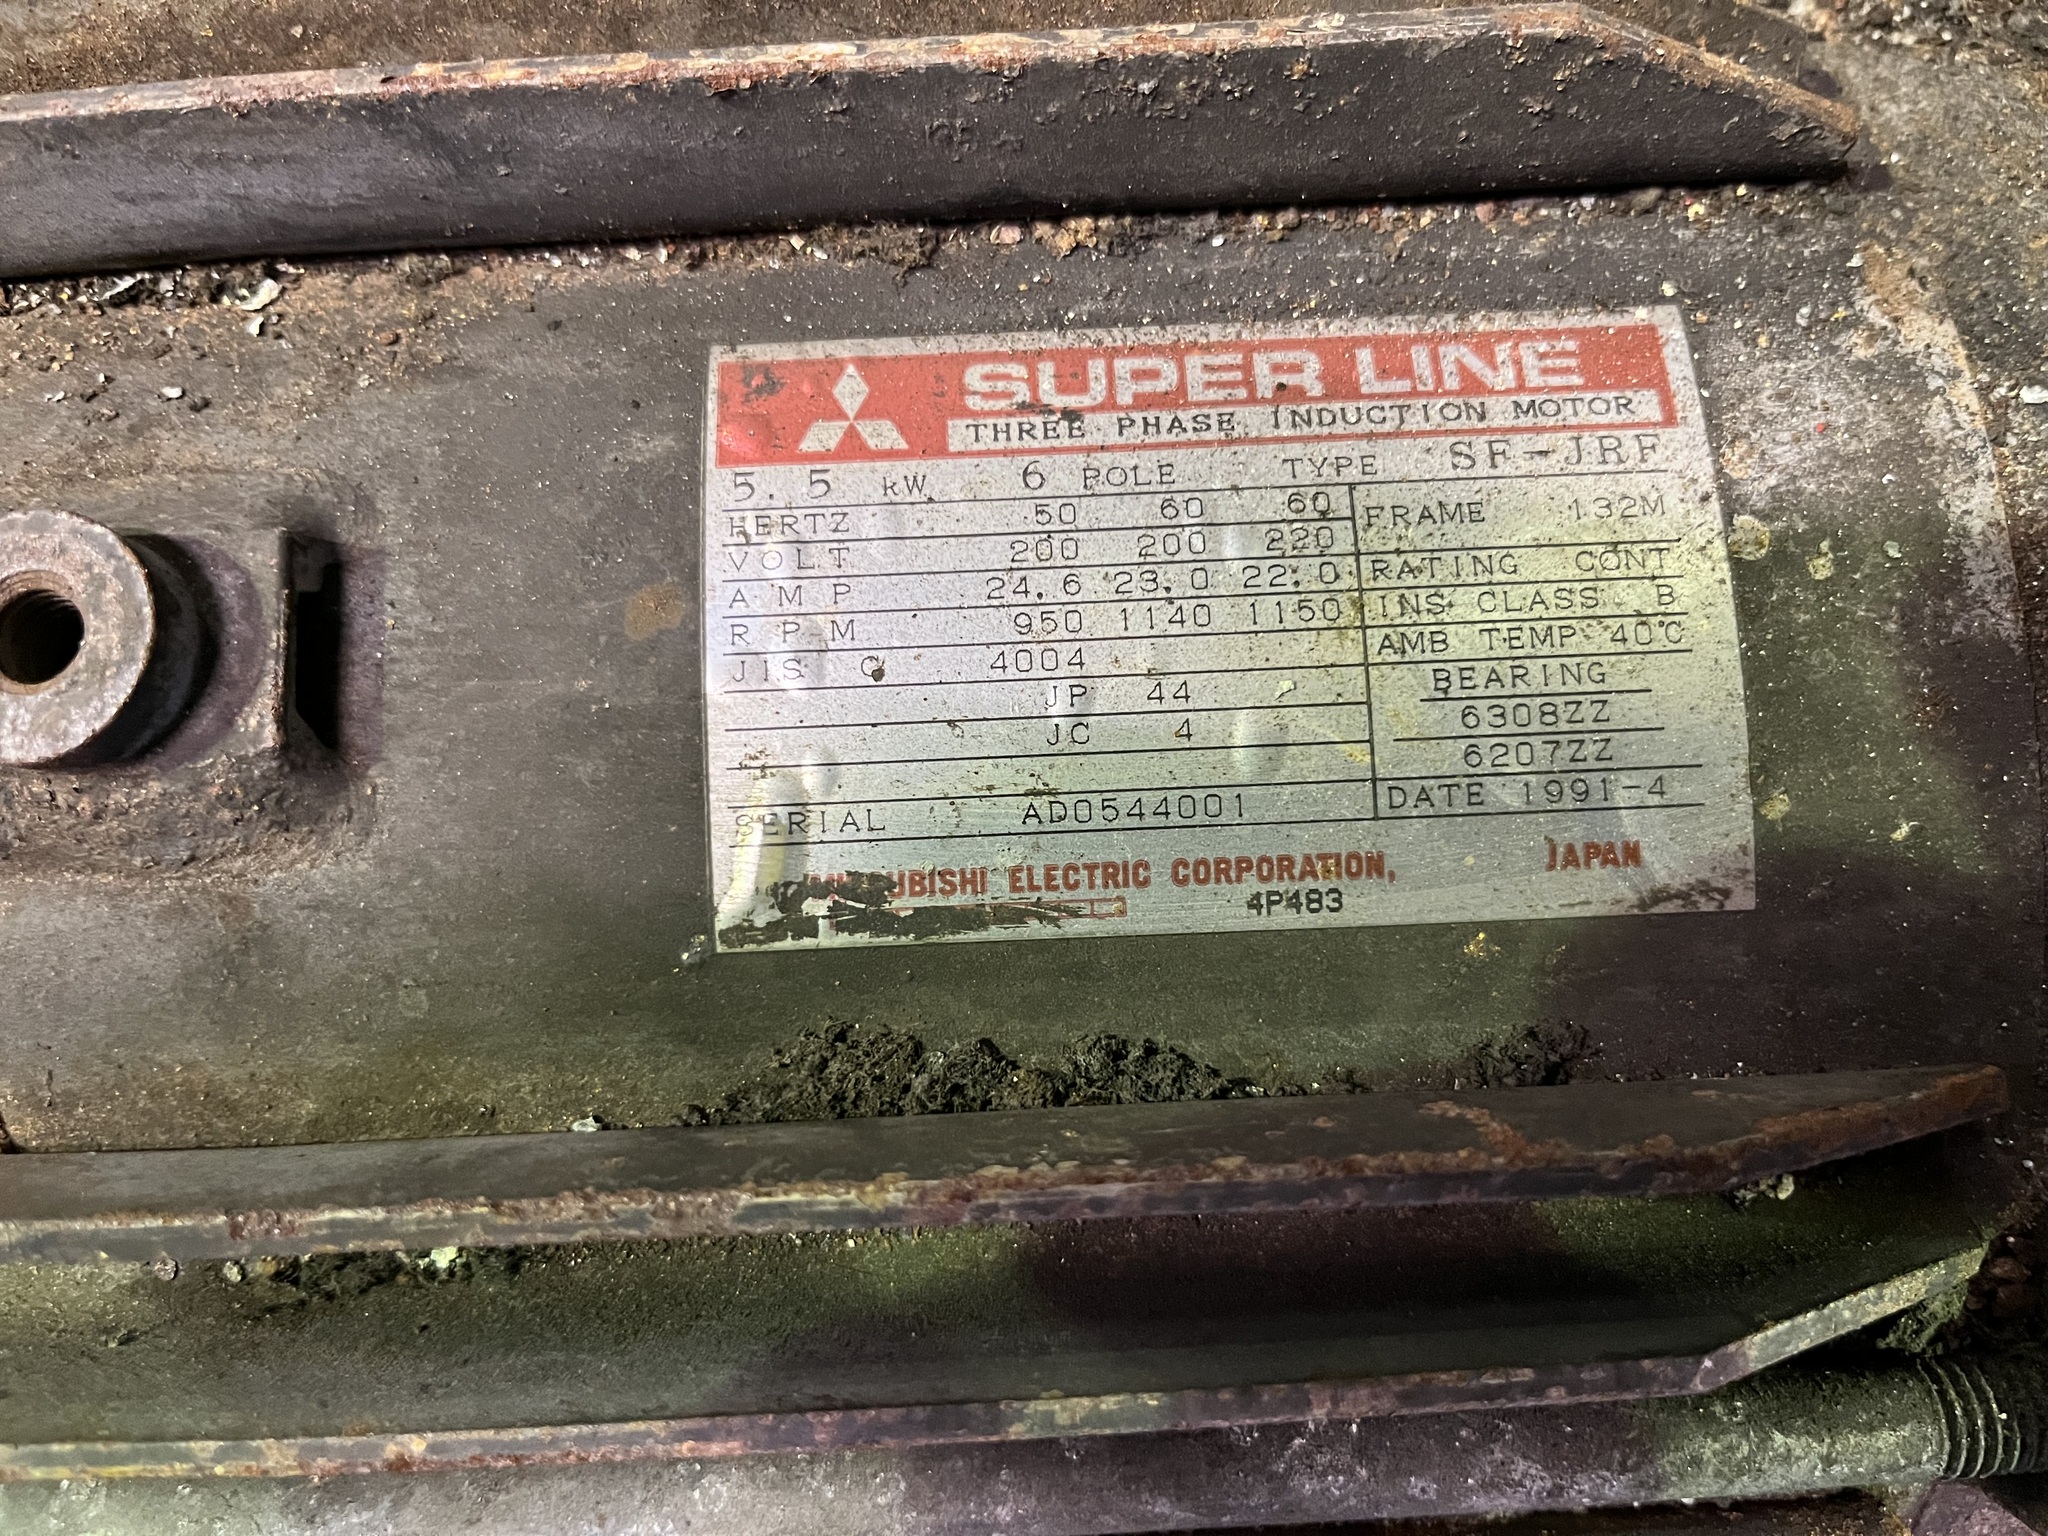 SUPER LINE
THREE PHASE INDUCTION MOTOR
5.5 kW 6 POLE TYPE SF-JRF
HERTZ 50 60 60 FRAME 132M
VOLT 200 200 220
AMP 24.6 23.0 22.0 RATING CONT
RPM 950 1140 1150 INS CLASS B
JIS C 4004 AMB TEMP 40°C
JP 44 BEARING
JC 4 6308ZZ
6207ZZ
SERIAL AD0544001 DATE 1991-4
MITSUBISHI ELECTRIC CORPORATION, JAPAN
4P483